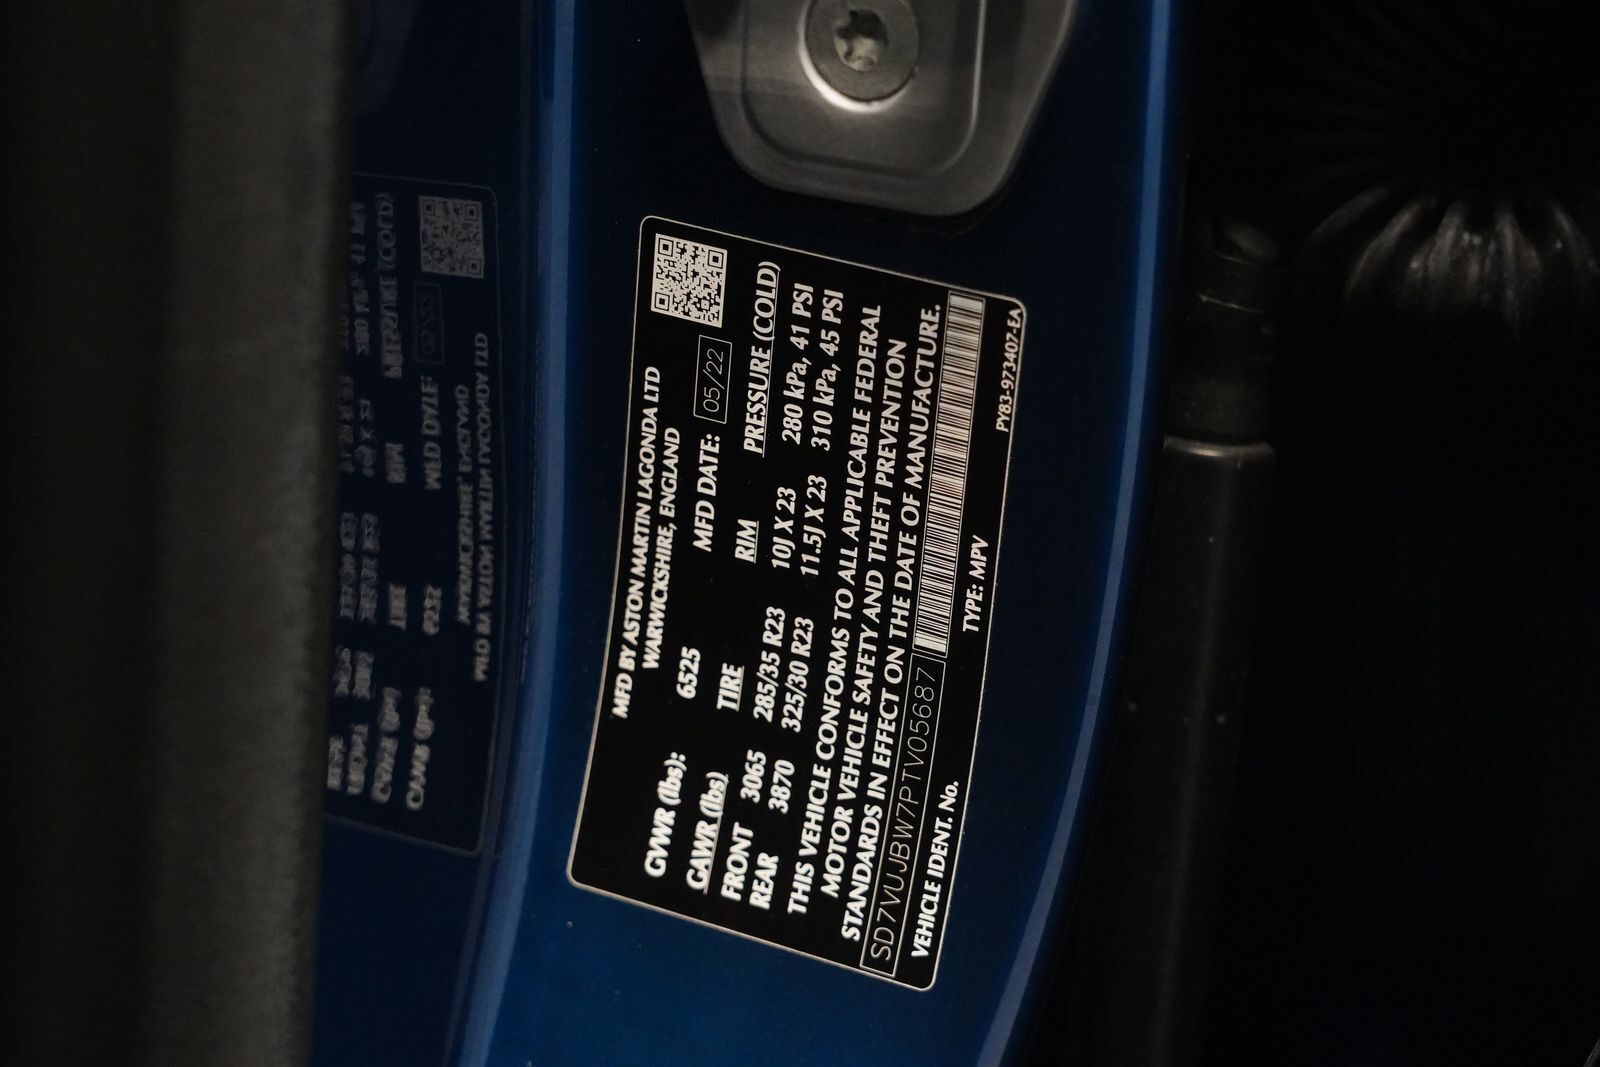 MFD BY ASTON MARTIN LAGONDA LTD
WARWICKSHIRE, ENGLAND
GVWR (lbs): 6525 MFD DATE: 05/22
GAWR (lbs) TIRE RIM PRESSURE (COLD)
FRONT 3065 285/35 R23 10J X 23 280 kPa, 41 PSI
REAR 3870 325/30 R23 11.5J X 23 310 kPa, 45 PSI
THIS VEHICLE CONFORMS TO ALL APPLICABLE FEDERAL
MOTOR VEHICLE SAFETY AND THEFT PREVENTION
STANDARDS IN EFFECT ON THE DATE OF MANUFACTURE.
SD7VUJBW7PTV05687
VEHICLE IDENT. No. TYPE: MPV PY83-973407-EA